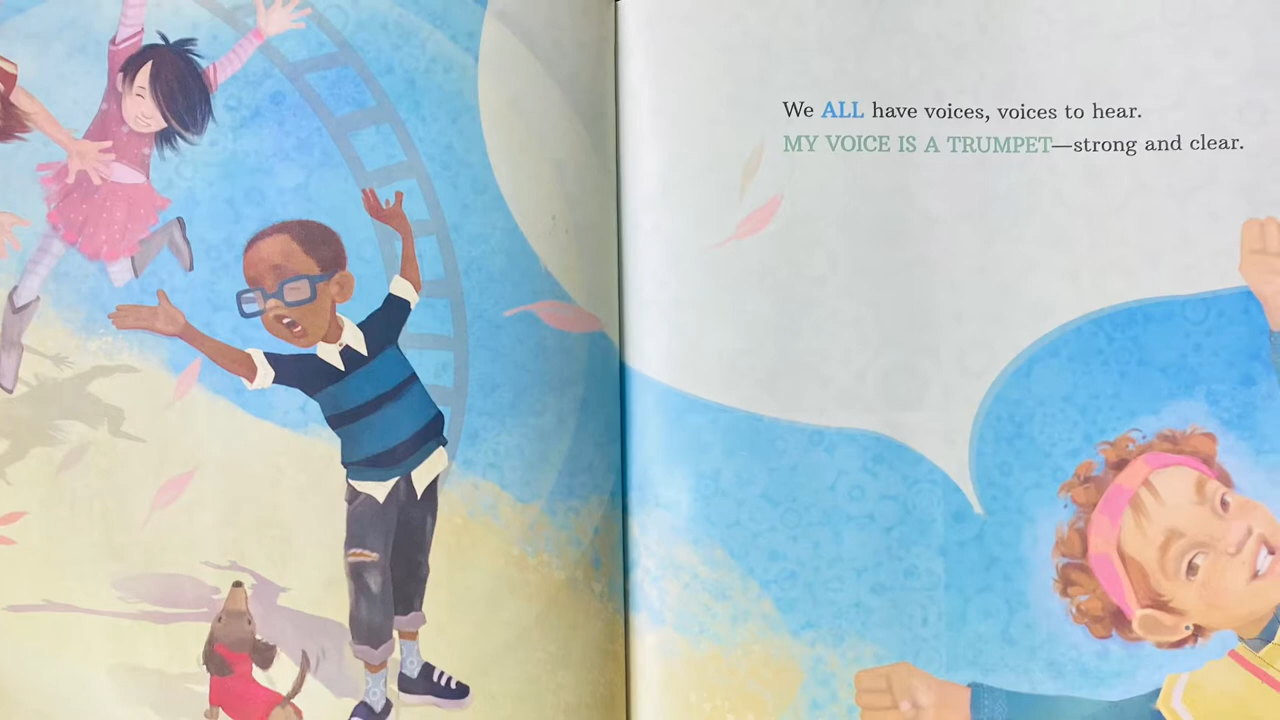 We ALL have voices, voices to hear.
MY VOICE IS A TRUMPET—strong and clear.